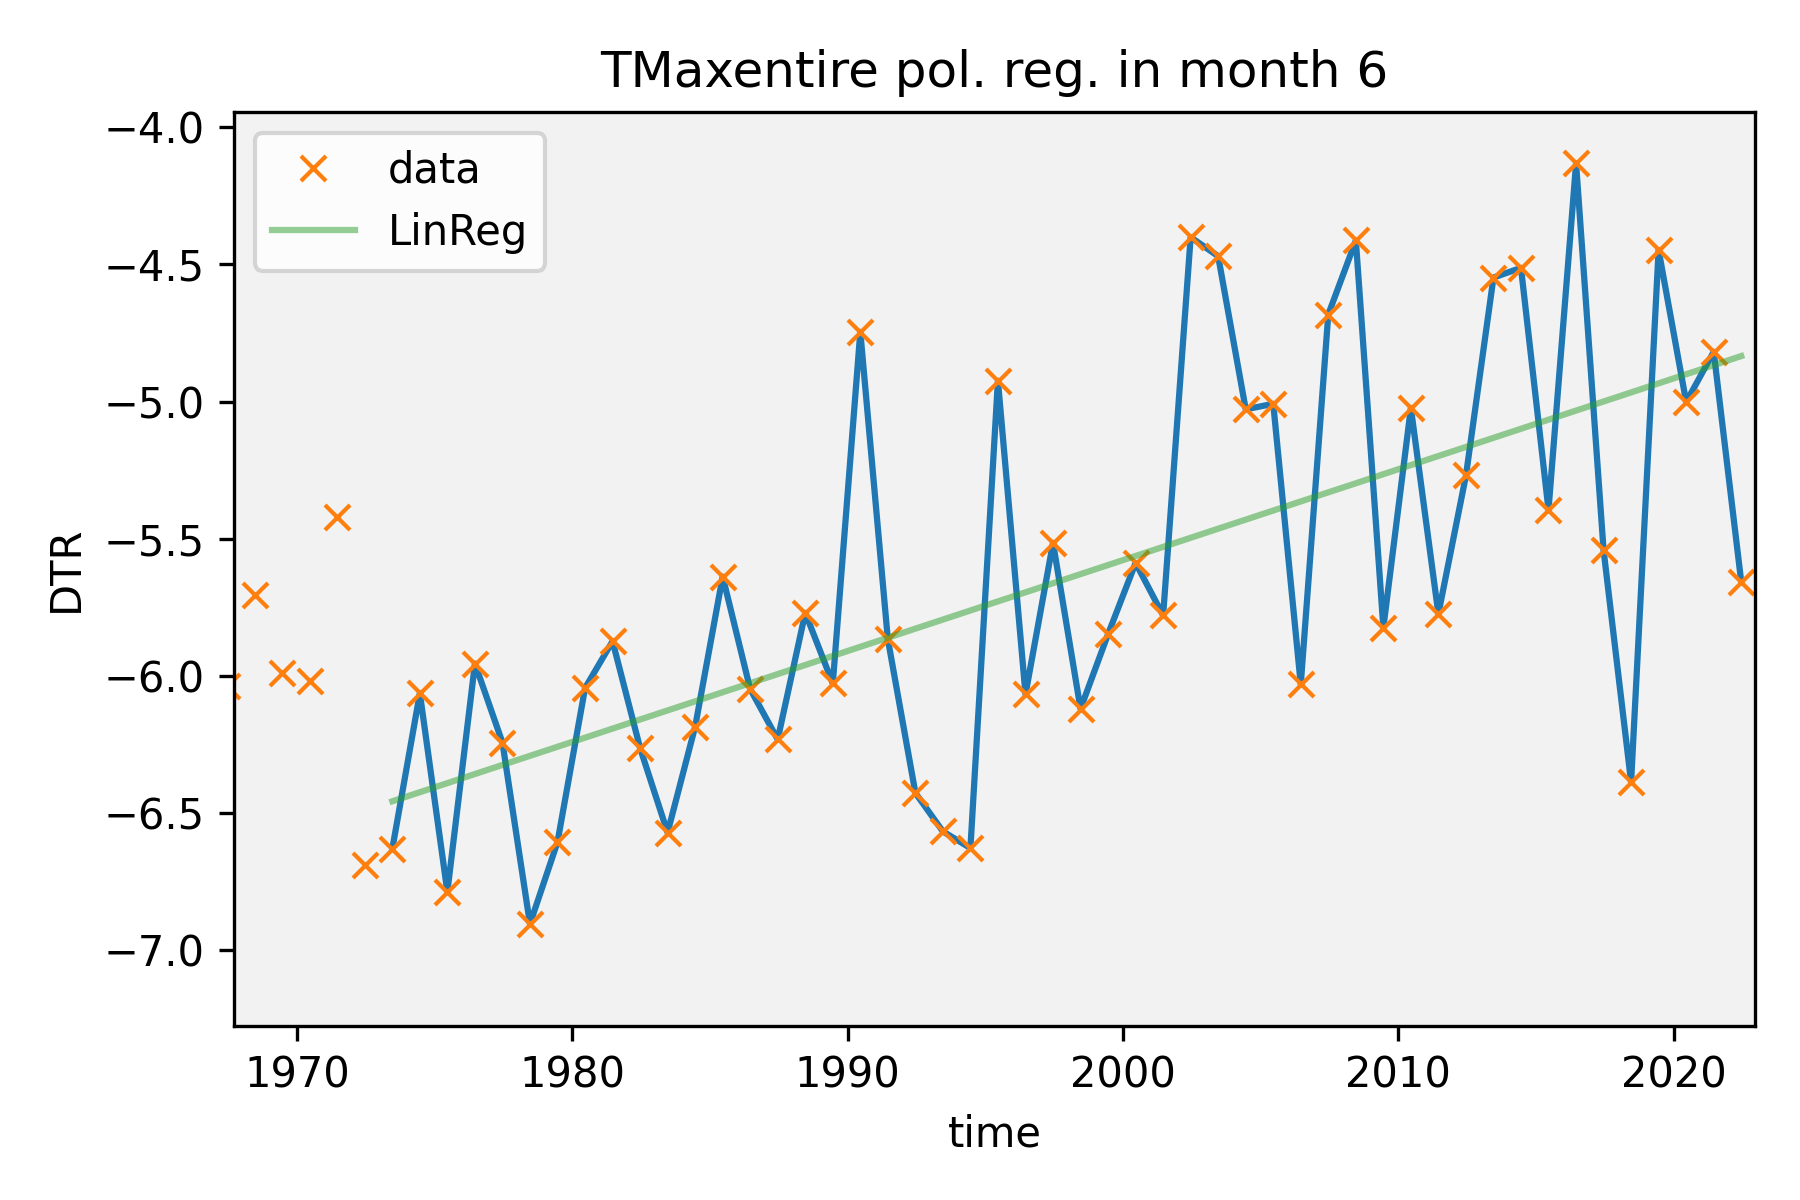 TMaxentire pol. reg. in month 6
−4.0
−4.5
−5.0
−5.5
−6.0
−6.5
−7.0
DTR
data
LinReg
1970 1980 1990 2000 2010 2020
time